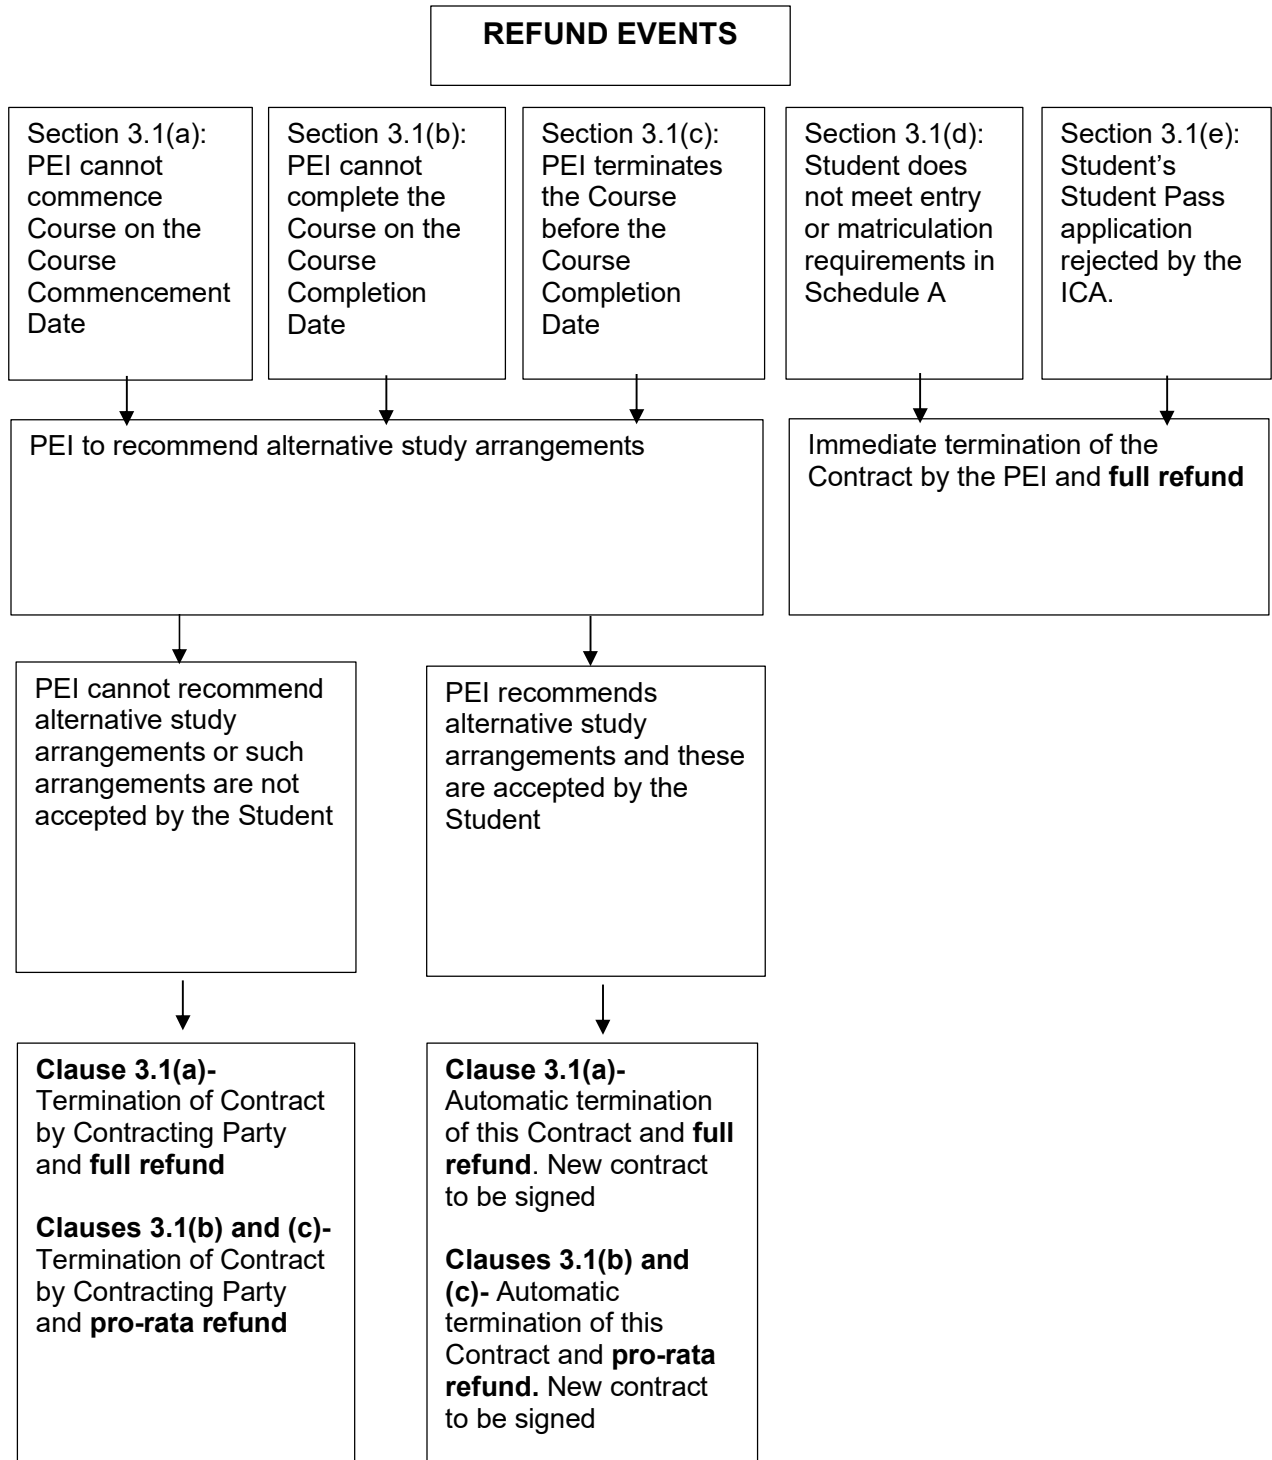 REFUND EVENTS
Section 3.1(a):
PEI cannot
commence
Course on the
Course
Commencement
Date
Section 3.1(b):
PEI cannot
complete the
Course on the
Course
Completion
Date
Section 3.1(c):
PEI terminates
the Course
before the
Course
Completion
Date
Section 3.1(d):
Student does
not meet entry
or matriculation
requirements in
Schedule A
Section 3.1(e):
Student’s
Student Pass
application
rejected by the
ICA.
PEI to recommend alternative study arrangements
Immediate termination of the
Contract by the PEI and full refund
PEI cannot recommend
alternative study
arrangements or such
arrangements are not
accepted by the Student
PEI recommends
alternative study
arrangements and these
are accepted by the
Student
Clause 3.1(a)-
Termination of Contract
by Contracting Party
and full refund
Clauses 3.1(b) and (c)-
Termination of Contract
by Contracting Party
and pro-rata refund
Clause 3.1(a)-
Automatic termination
of this Contract and full
refund. New contract
to be signed
Clauses 3.1(b) and
(c)- Automatic
termination of this
Contract and pro-rata
refund. New contract
to be signed